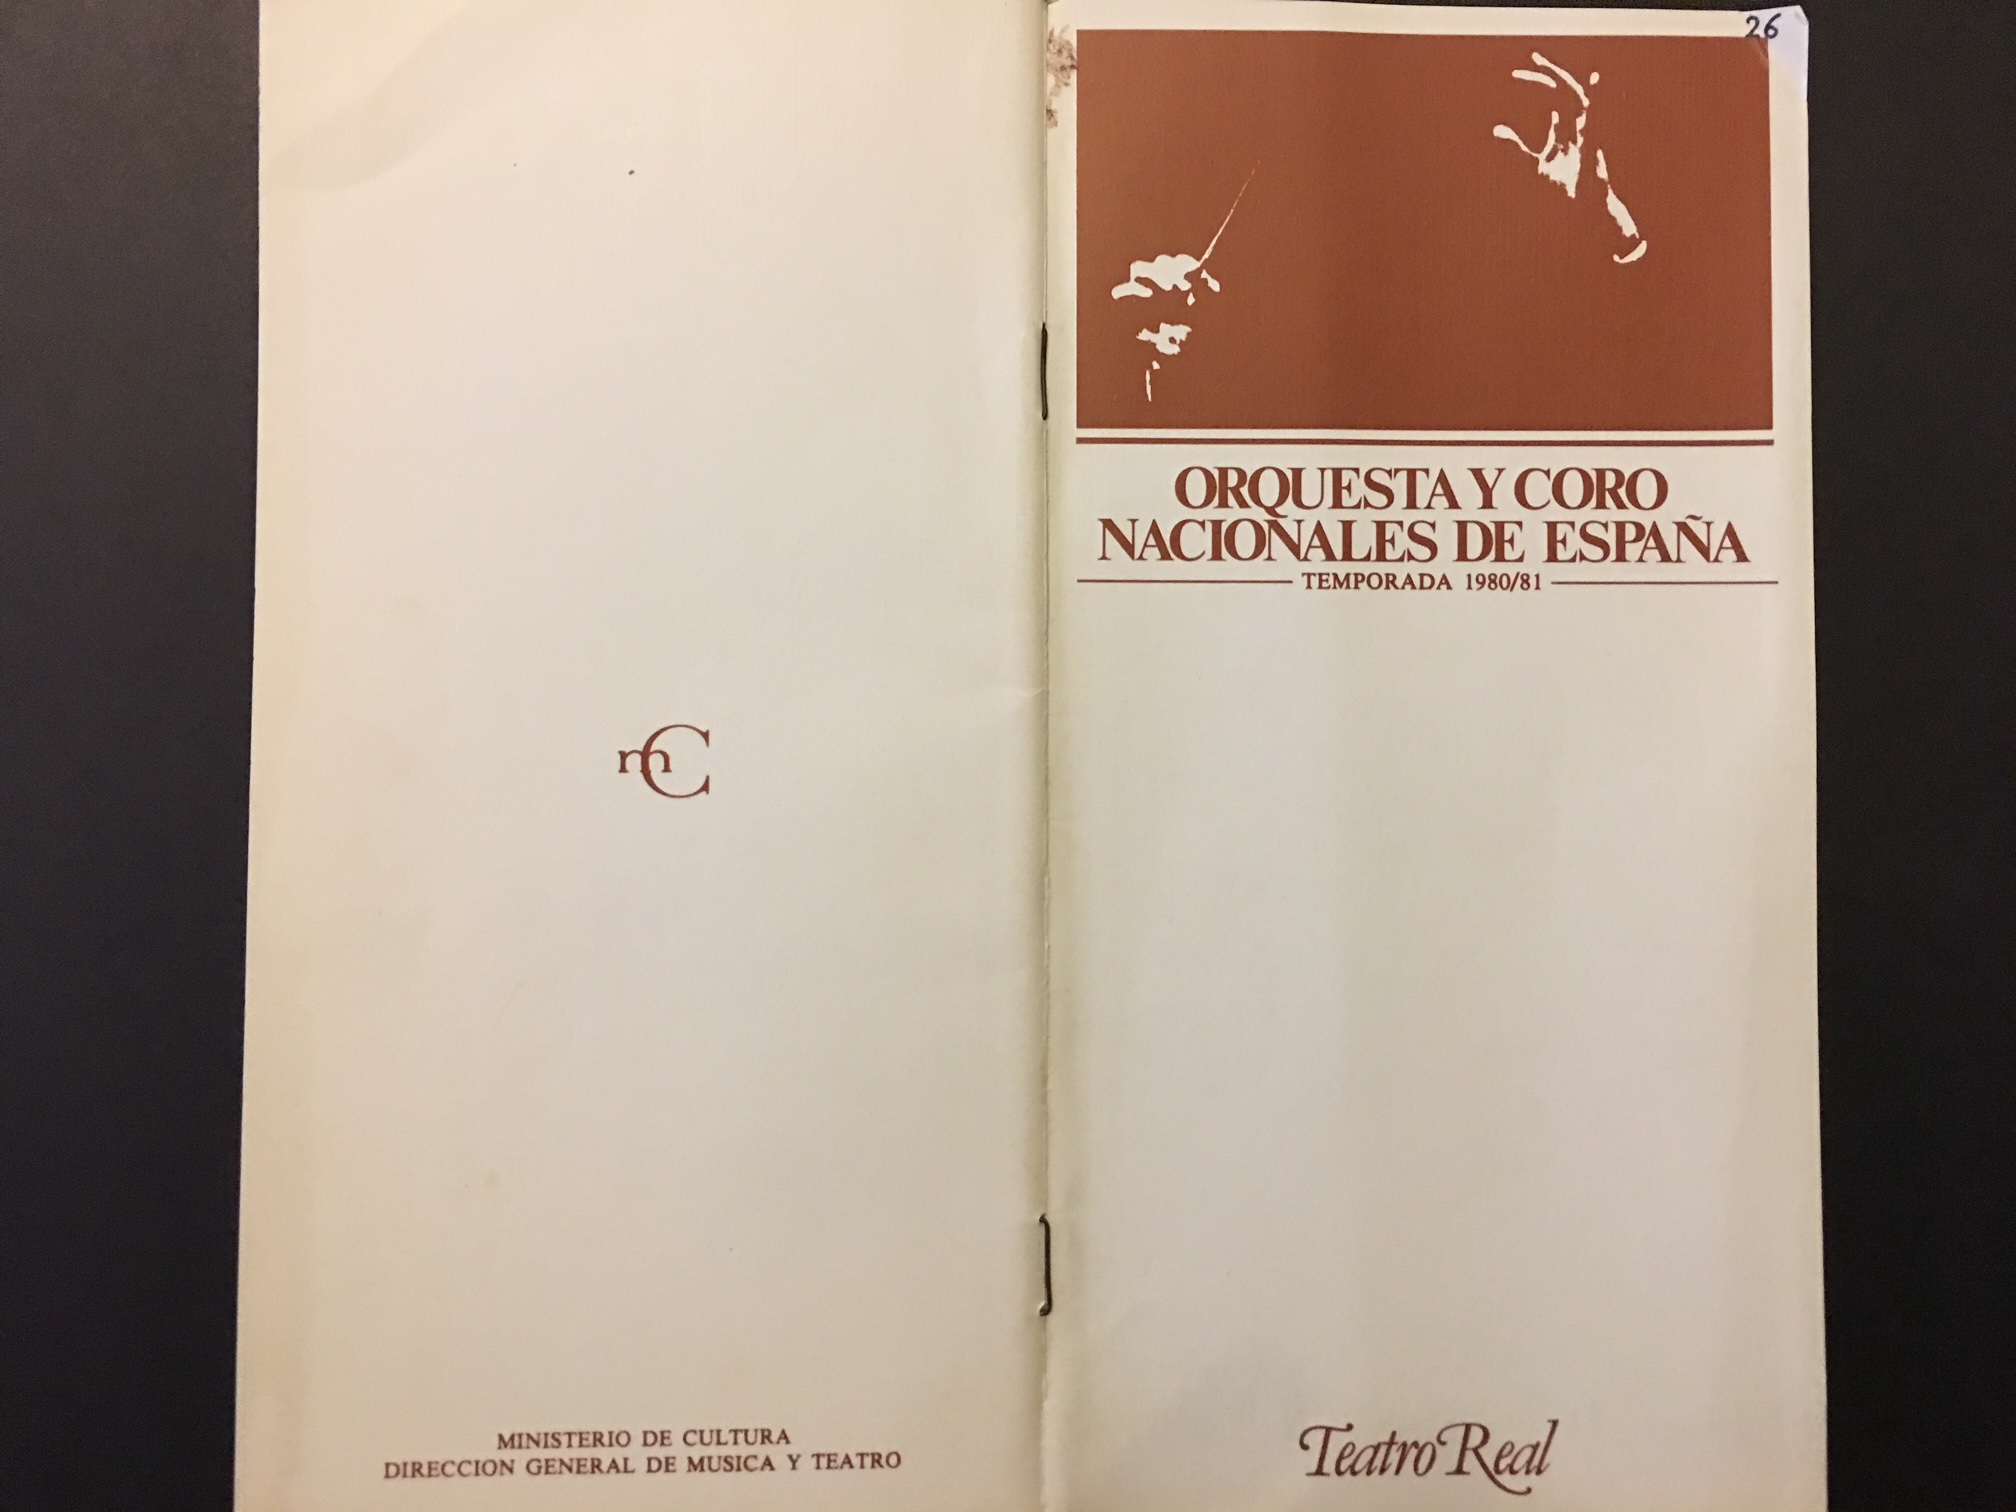 mC
MINISTERIO DE CULTURA
DIRECCION GENERAL DE MUSICA Y TEATRO
26
ORQUESTA Y CORO
NACIONALES DE ESPAÑA
TEMPORADA 1980/81
Teatro Real